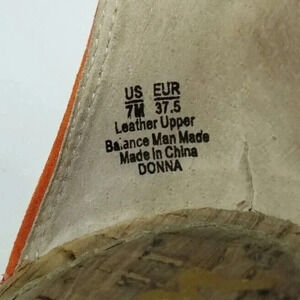 US EUR
7M 37.5
Leather Upper
Balance Man Made
Made in China
DONNA